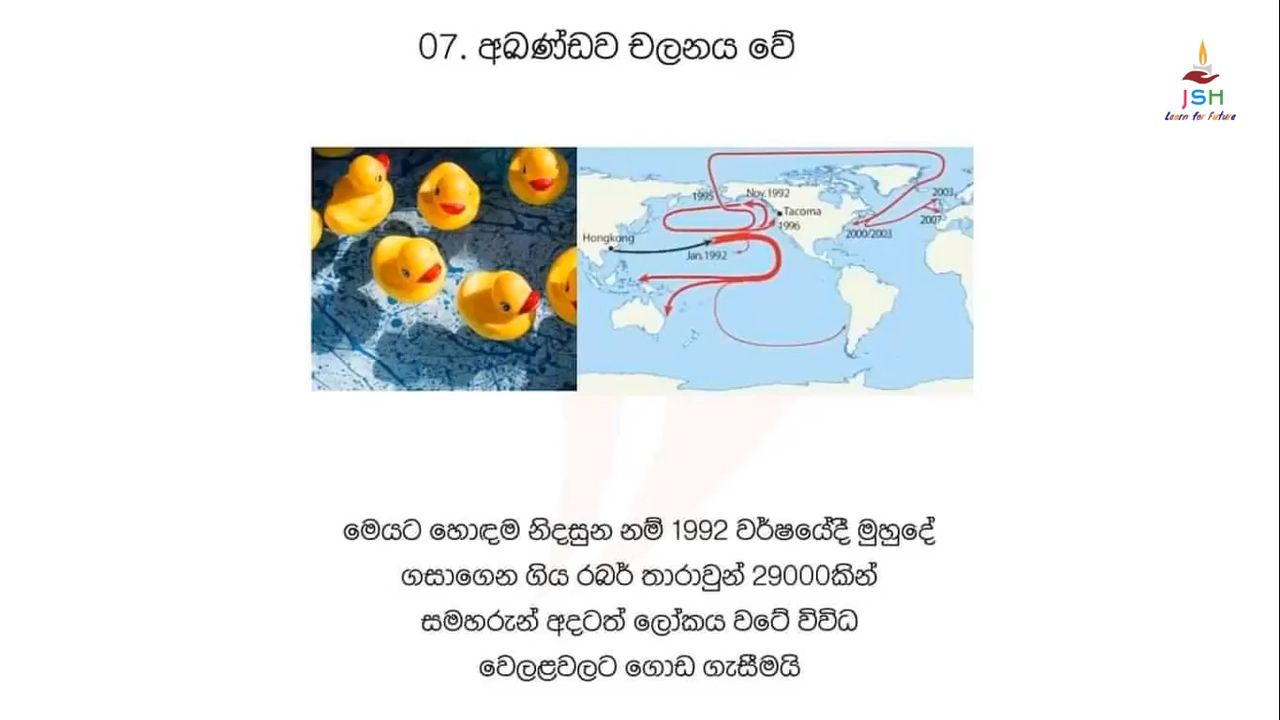 07. අඛණ්ඩව චලනය වේ
JSH
Learn for Future
1995
Nov.1992
2003
Tacoma
1996
2007
2000/2003
Hongkong
Jan.1992
මෙයට හොඳම නිදසුන නම් 1992 වර්ෂයේදී මුහුදේ
ගසාගෙන ගිය රබර් තාරාවුන් 29000කින්
සමහරුන් අදටත් ලෝකය වටේ විවිධ
වෙලළවලට ගොඩ ගැසීමයි